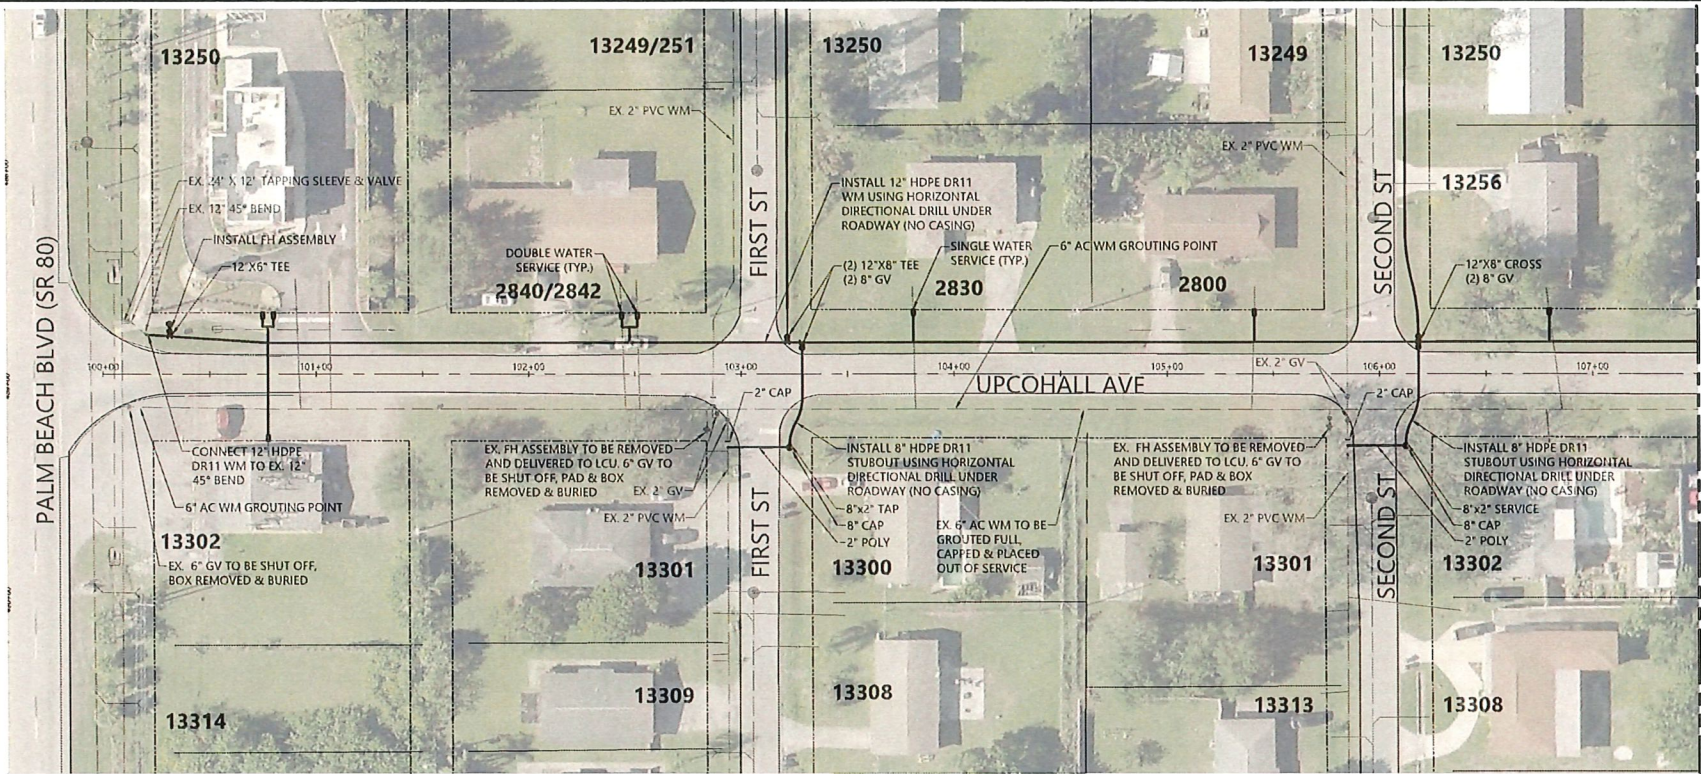 13250
13249/251
13250
13249
13250
EX. 2" PVC WM
EX. 2" PVC WM
EX. 24" X 12" TAPPING SLEEVE & VALVE
EX. 12" 45° BEND
INSTALL FH ASSEMBLY
12"X6" TEE
DOUBLE WATER
SERVICE (TYP.)
2840/2842
FIRST ST
INSTALL 12" HDPE DR11
WM USING HORIZONTAL
DIRECTIONAL DRILL UNDER
ROADWAY (NO CASING)
(2) 12"X8" TEE
(2) 8" GV
SINGLE WATER
SERVICE (TYP.)
6" AC WM GROUTING POINT
2830
2800
SECOND ST
13256
12"X8" CROSS
(2) 8" GV
PALM BEACH BLVD (SR 80)
100+00
101+00
102+00
103+00
104+00
105+00
106+00
107+00
UPCOHALL AVE
EX. 2" GV
2" CAP
2" CAP
CONNECT 12" HDPE
DR11 WM TO EX. 12"
45° BEND
6" AC WM GROUTING POINT
13302
EX. 6" GV TO BE SHUT OFF,
BOX REMOVED & BURIED
EX. FH ASSEMBLY TO BE REMOVED
AND DELIVERED TO LCU. 6" GV TO
BE SHUT OFF, PAD & BOX
REMOVED & BURIED
EX. 2" GV
EX. 2" PVC WM
13301
FIRST ST
INSTALL 8" HDPE DR11
STUBOUT USING HORIZONTAL
DIRECTIONAL DRILL UNDER
ROADWAY (NO CASING)
8"x2" TAP
8" CAP
2" POLY
13300
EX. 6" AC WM TO BE
GROUTED FULL,
CAPPED & PLACED
OUT OF SERVICE
EX. FH ASSEMBLY TO BE REMOVED
AND DELIVERED TO LCU. 6" GV TO
BE SHUT OFF, PAD & BOX
REMOVED & BURIED
EX. 2" PVC WM
13301
SECOND ST
INSTALL 8" HDPE DR11
STUBOUT USING HORIZONTAL
DIRECTIONAL DRILL UNDER
ROADWAY (NO CASING)
8"x2" SERVICE
8" CAP
2" POLY
13302
13314
13309
13308
13313
13308